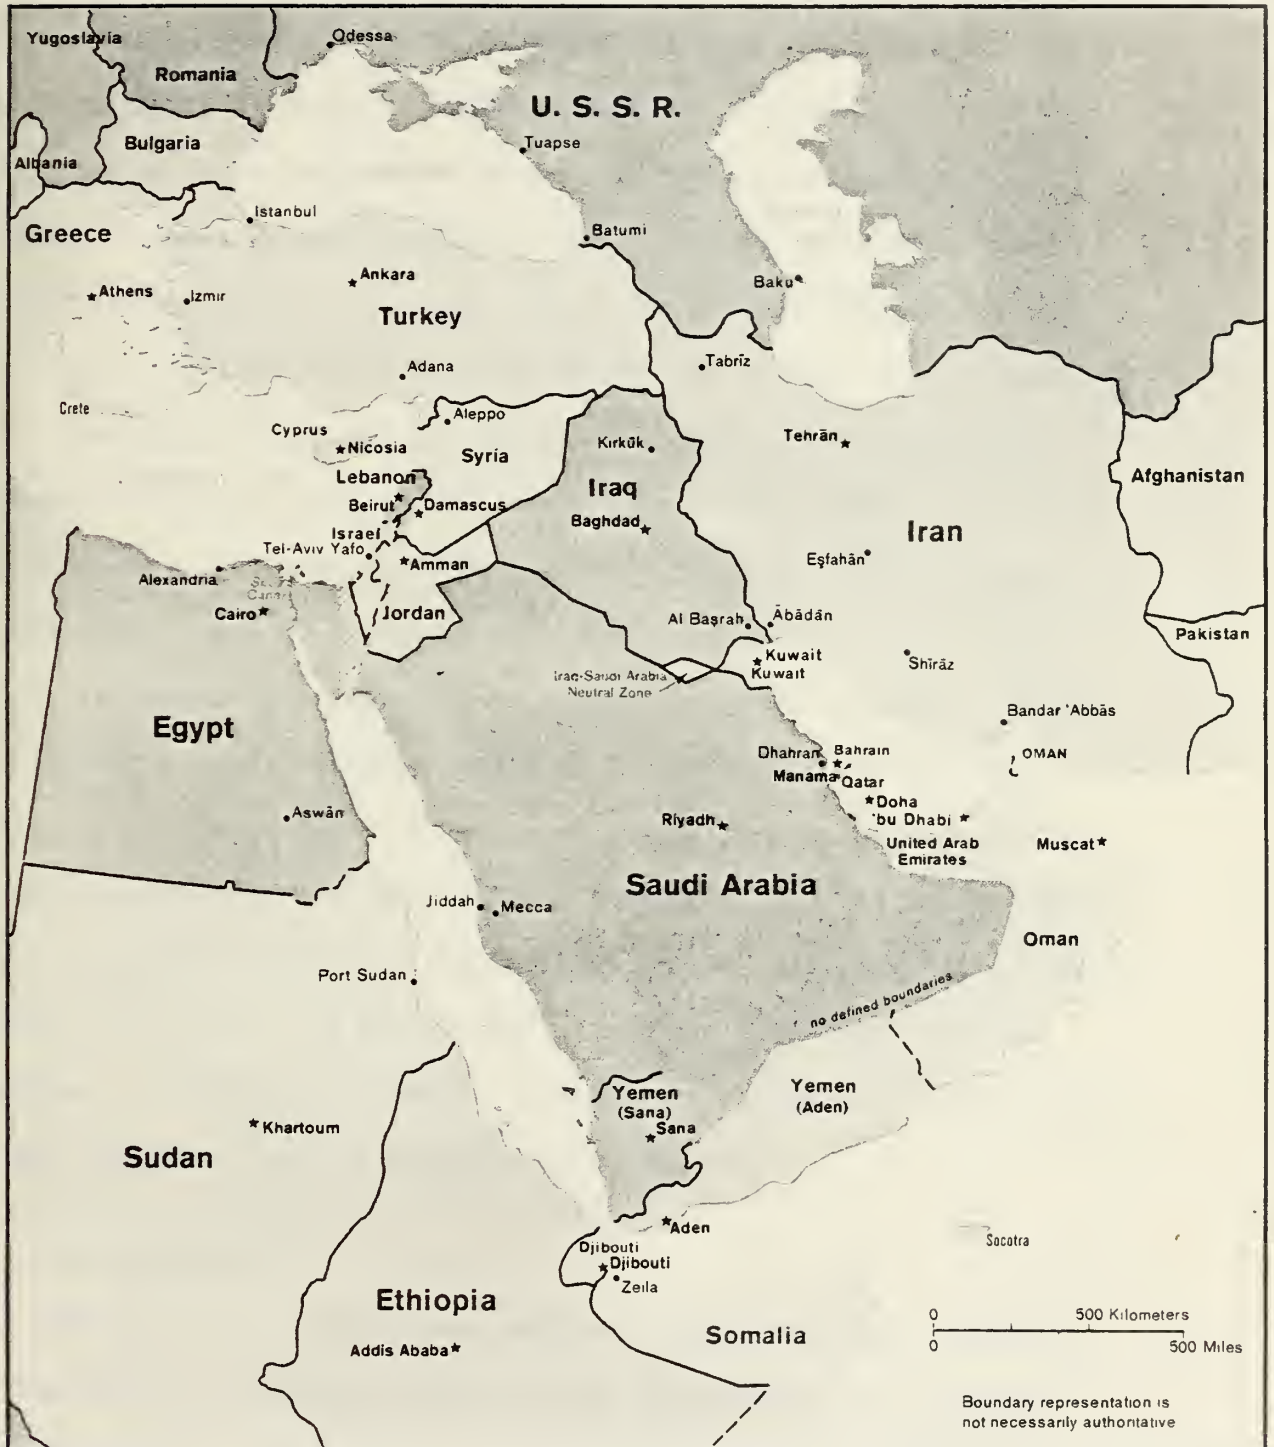 Yugoslavia
Odessa
Romania
U. S. S. R.
Bulgaria
Tuapse
Albania
Istanbul
Greece
Batumi
Ankara
Baku
Athens
Izmir
Turkey
Tabrīz
Adana
Crete
Aleppo
Cyprus
Nicosia
Syria
Kirkūk
Tehrān
Lebanon
Iraq
Afghanistan
Beirut
Damascus
Baghdad
Iran
Israel
Tel-Aviv Yafo
Eşfahān
Amman
Alexandria
Cairo
Jordan
Al Başrah
Ābādān
Pakistan
Kuwait
Kuwait
Shīrāz
Iraq-Saudi Arabia
Neutral Zone
Bandar 'Abbās
Egypt
Dhahran
Bahrain
OMAN
Manama
Qatar
Doha
Aswān
Riyadh
'bu Dhabi
United Arab
Emirates
Muscat
Saudi Arabia
Jiddah
Mecca
Oman
Port Sudan
no defined boundaries
Yemen
(Sana)
Yemen
(Aden)
Sana
Khartoum
Sudan
Aden
Socotra
Djibouti
Djibouti
Zeila
Ethiopia
0 500 Kilometers
Somalia
0 500 Miles
Addis Ababa
Boundary representation is
not necessarily authoritative